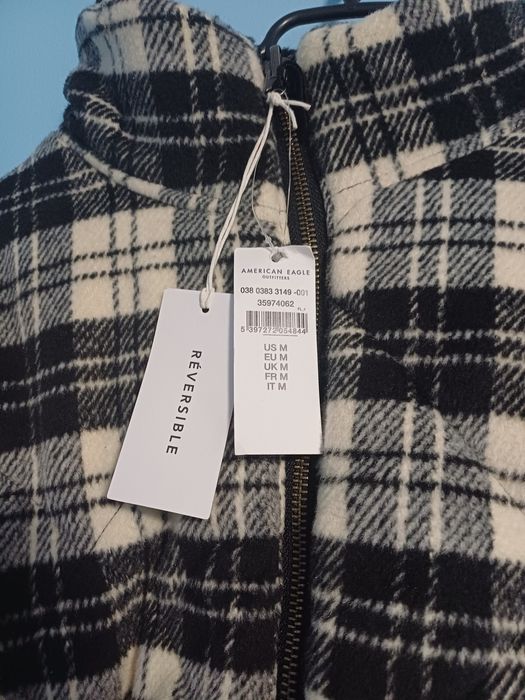 AMERICAN EAGLE
OUTFITTERS
038 0383 3149 -001
35974062
5 397272 054844
US M
EU M
UK M
FR M
IT M
RÉVERSIBLE